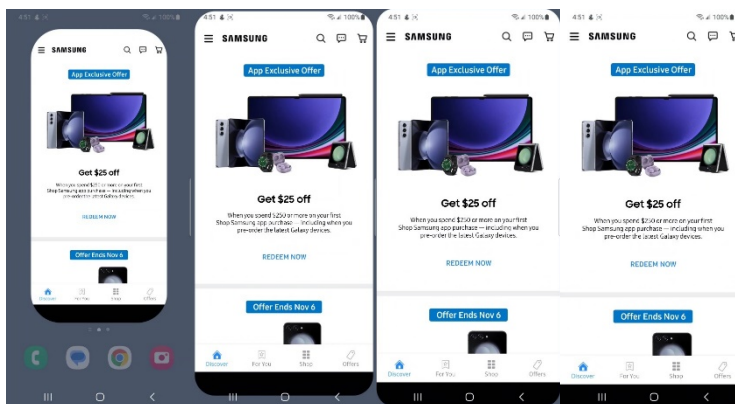 4:51
100%
SAMSUNG
App Exclusive Offer
Get $25 off
When you spend $250 or more on your first
Shop Samsung app purchase — including when you
pre-order the latest Galaxy devices.
REDEEM NOW
Offer Ends Nov 6
Discover For You Shop Offers
4:51
100%
SAMSUNG
App Exclusive Offer
Get $25 off
When you spend $250 or more on your first
Shop Samsung app purchase — including when you
pre-order the latest Galaxy devices.
REDEEM NOW
Offer Ends Nov 6
Discover For You Shop Offers
4:51
100%
SAMSUNG
App Exclusive Offer
Get $25 off
When you spend $250 or more on your first
Shop Samsung app purchase — including when you
pre-order the latest Galaxy devices.
REDEEM NOW
Offer Ends Nov 6
Discover For You Shop Offers
4:51
100%
SAMSUNG
App Exclusive Offer
Get $25 off
When you spend $250 or more on your first
Shop Samsung app purchase — including when you
pre-order the latest Galaxy devices.
REDEEM NOW
Offer Ends Nov 6
Discover For You Shop Offers